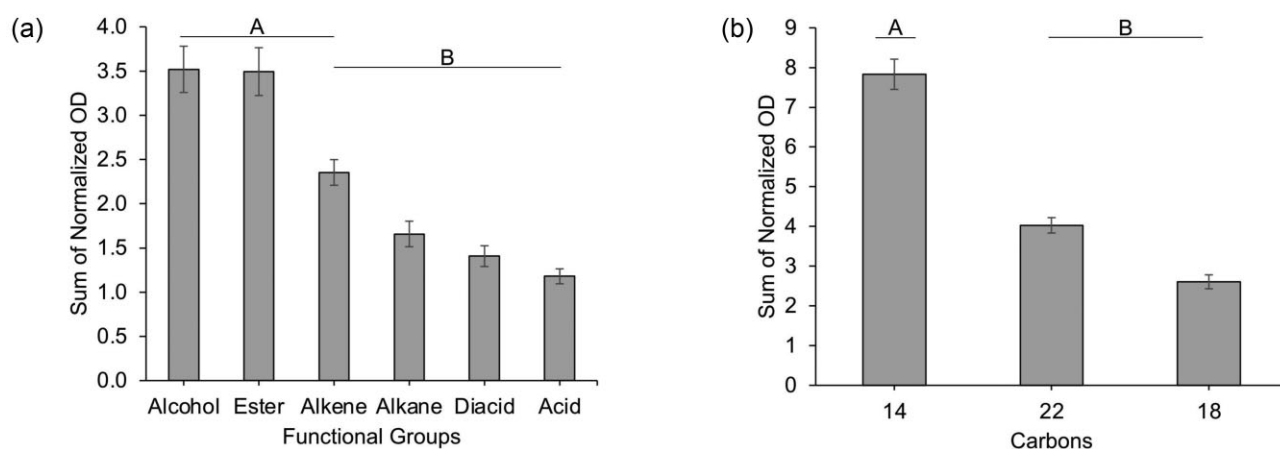 (a)
Sum of Normalized OD
4.0
3.5
3.0
2.5
2.0
1.5
1.0
0.5
0.0
A
B
Alcohol Ester Alkene Alkane Diacid Acid
Functional Groups
(b)
Sum of Normalized OD
9
8
7
6
5
4
3
2
1
0
A
B
14 22 18
Carbons